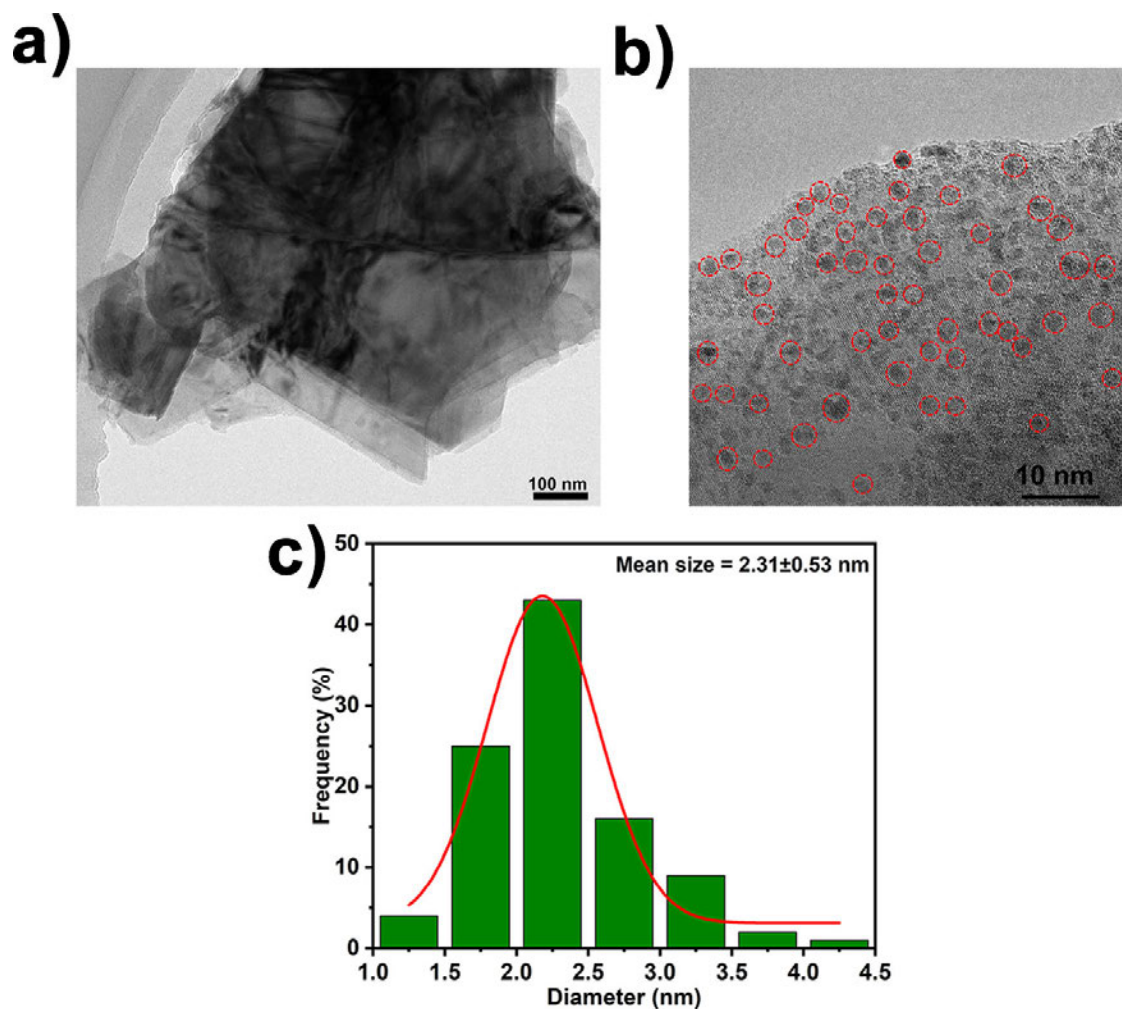 a)
b)
100 nm
10 nm
c)
Mean size = 2.31±0.53 nm
50
40
30
20
10
0
Frequency (%)
1.0 1.5 2.0 2.5 3.0 3.5 4.0 4.5
Diameter (nm)